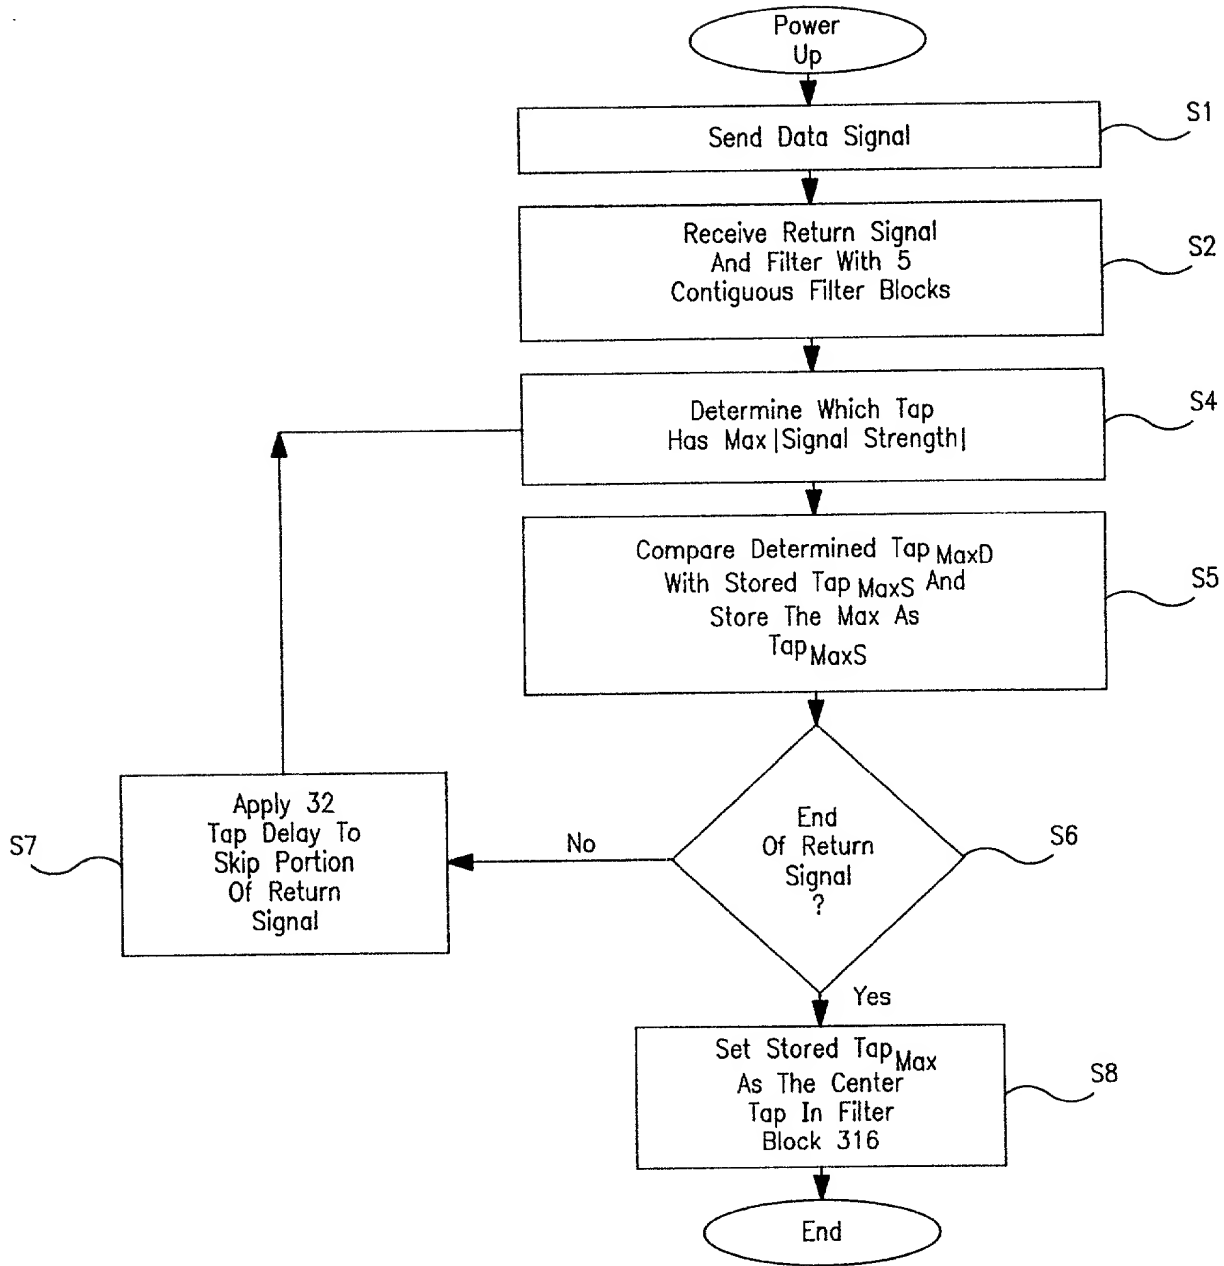 Power
Up
Send Data Signal
S1
Receive Return Signal
And Filter With 5
Contiguous Filter Blocks
S2
Determine Which Tap
Has Max|Signal Strength|
S4
Compare Determined Tap MaxD
With Stored Tap MaxS And
Store The Max As
Tap MaxS
S5
End
Of Return
Signal
?
S6
No
Apply 32
Tap Delay To
Skip Portion
Of Return
Signal
S7
Yes
Set Stored Tap Max
As The Center
Tap In Filter
Block 316
S8
End